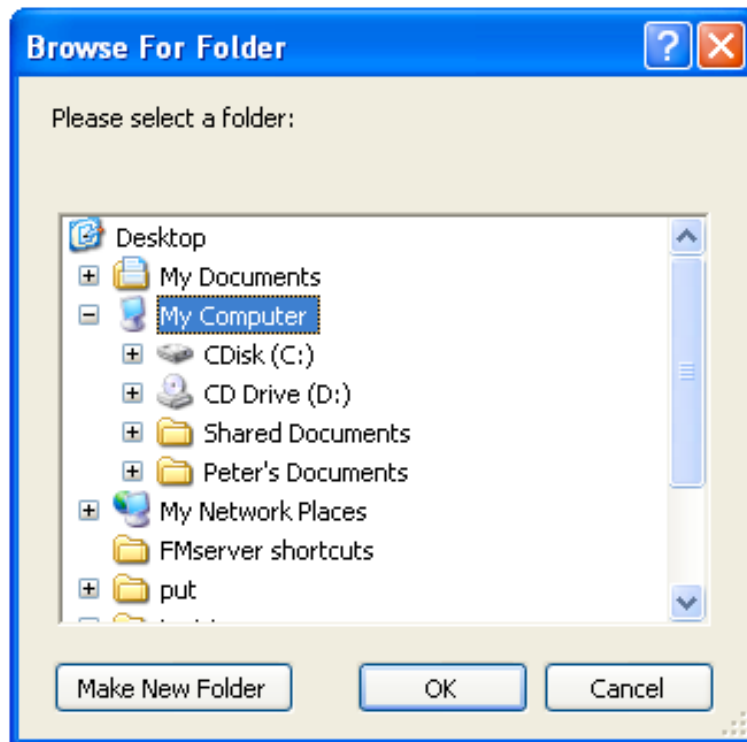 Browse For Folder
Please select a folder:
Desktop
My Documents
My Computer
CDisk (C:)
CD Drive (D:)
Shared Documents
Peter's Documents
My Network Places
FMserver shortcuts
put
Make New Folder
OK
Cancel